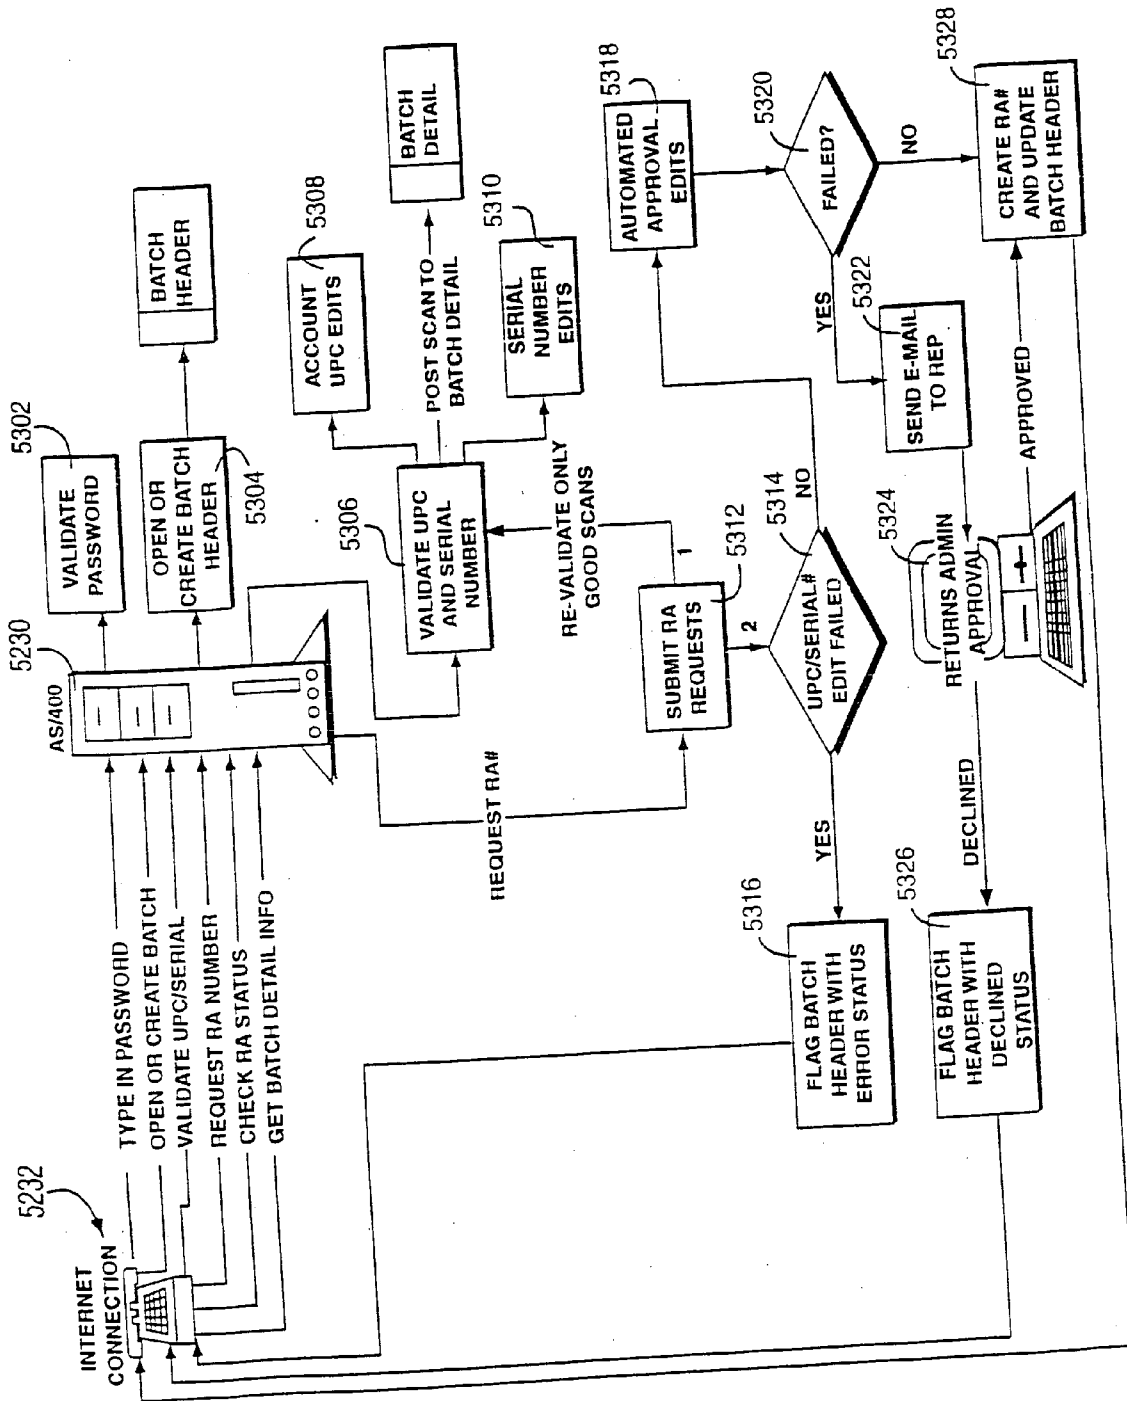 5232
INTERNET
CONNECTION
TYPE IN PASSWORD
OPEN OR CREATE BATCH
VALIDATE UPC/SERIAL
REQUEST RA NUMBER
CHECK RA STATUS
GET BATCH DETAIL INFO
5230
AS/400
5302
VALIDATE
PASSWORD
OPEN OR
CREATE BATCH
HEADER
5304
BATCH
HEADER
5306
VALIDATE UPC
AND SERIAL
NUMBER
ACCOUNT
UPC EDITS
5308
POST SCAN TO
BATCH DETAIL
BATCH
DETAIL
SERIAL
NUMBER
EDITS
5310
RE-VALIDATE ONLY
GOOD SCANS
REQUEST RA#
1
SUBMIT RA
REQUESTS
5312
2
UPC/SERIAL#
EDIT FAILED
5314
NO
YES
5316
FLAG BATCH
HEADER WITH
ERROR STATUS
AUTOMATED
APPROVAL
EDITS
5318
FAILED?
5320
YES
NO
5322
SEND E-MAIL
TO REP
5324
RETURNS ADMIN
APPROVAL
DECLINED
APPROVED
5326
FLAG BATCH
HEADER WITH
DECLINED
STATUS
5328
CREATE RA#
AND UPDATE
BATCH HEADER